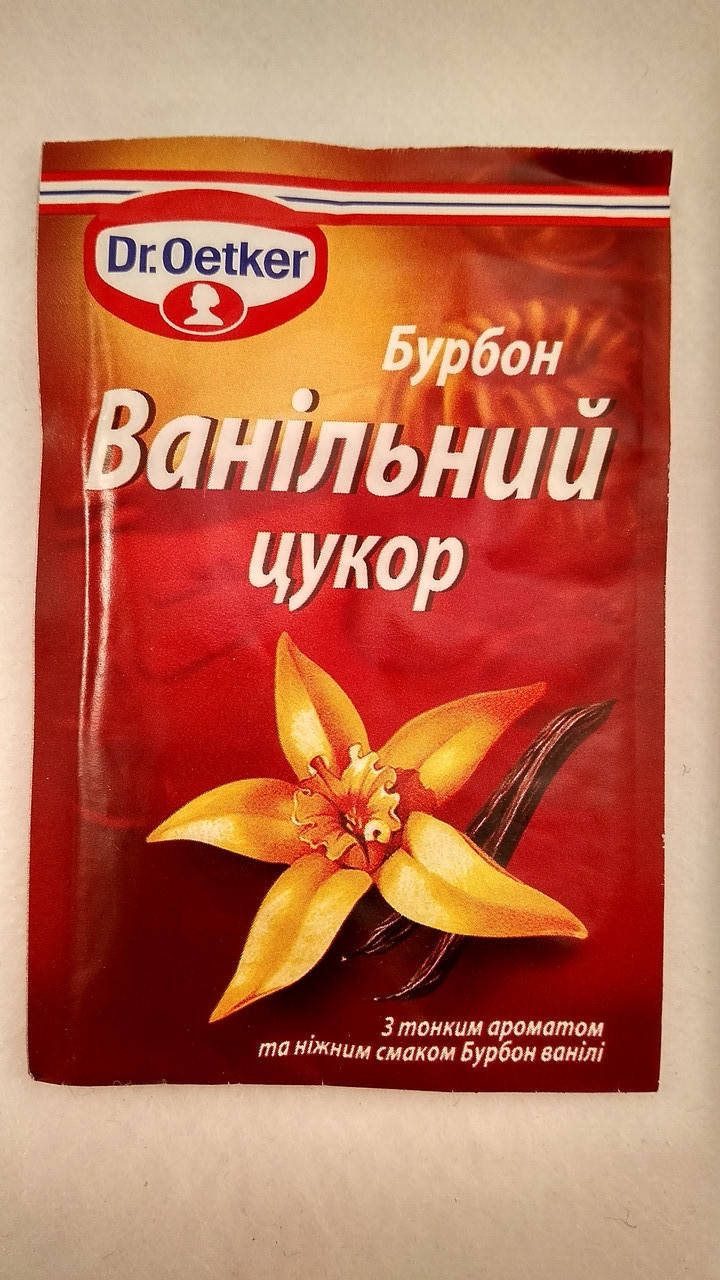 Dr.Oetker
Бурбон
Ванільний
цукор
З тонким ароматом
та ніжним смаком Бурбон ванілі